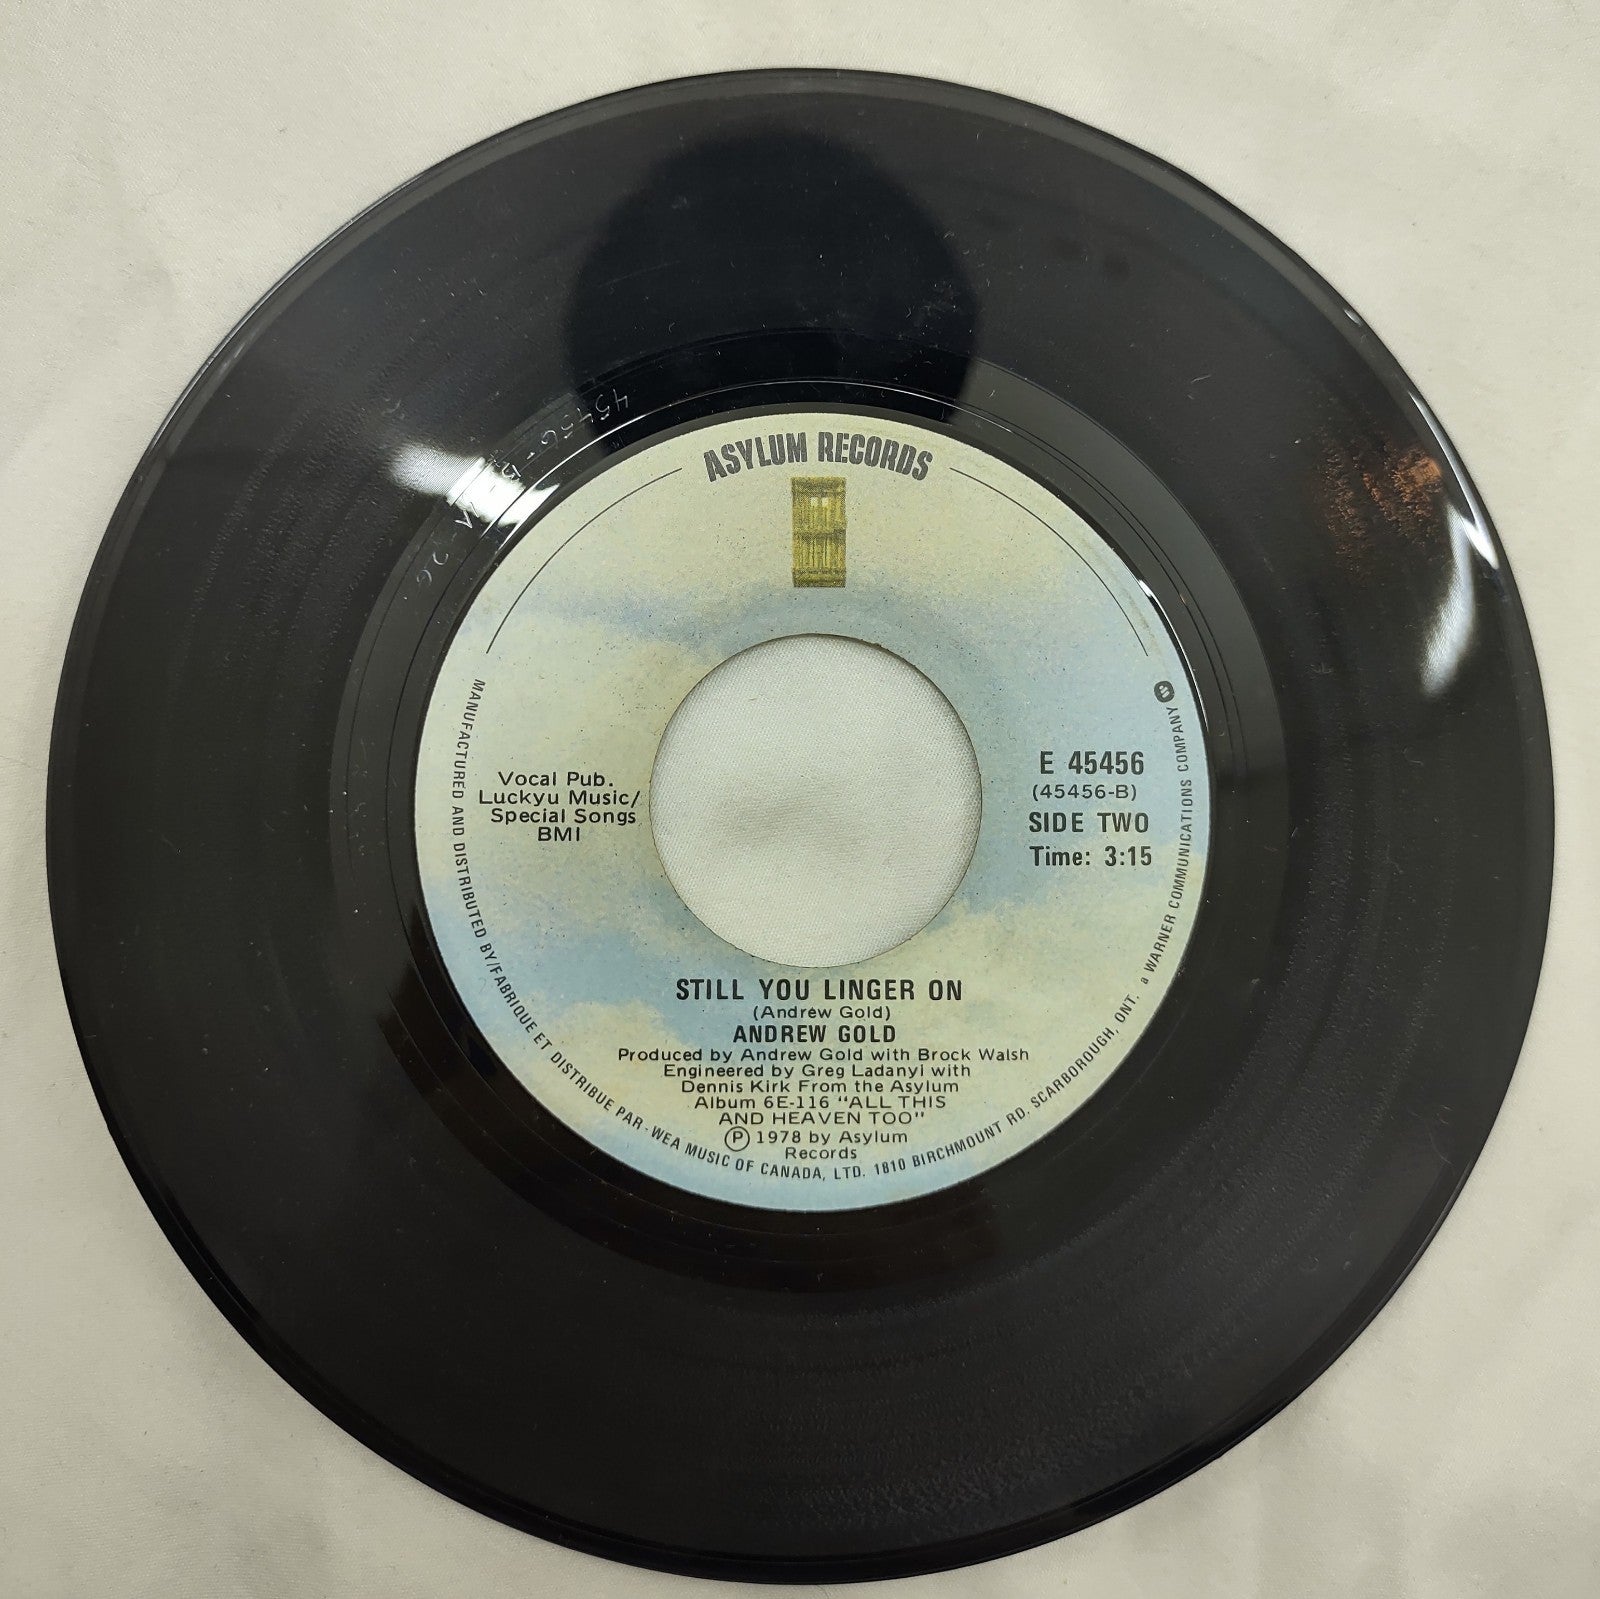 ASYLUM RECORDS
Vocal Pub.
Luckyu Music/
Special Songs
BMI
E 45456
(45456-B)
SIDE TWO
Time: 3:15
STILL YOU LINGER ON
(Andrew Gold)
ANDREW GOLD
Produced by Andrew Gold with Brock Walsh
Engineered by Greg Ladanyi with
Dennis Kirk From the Asylum
Album 6E-116 "ALL THIS
AND HEAVEN TOO"
Ⓟ 1978 by Asylum
Records
MANUFACTURED AND DISTRIBUTED BY/FABRIQUE ET DISTRIBUE PAR-WEA MUSIC OF CANADA, LTD. 1810 BIRCHMOUNT RD. SCARBOROUGH, ONT. a WARNER COMMUNICATIONS COMPANY